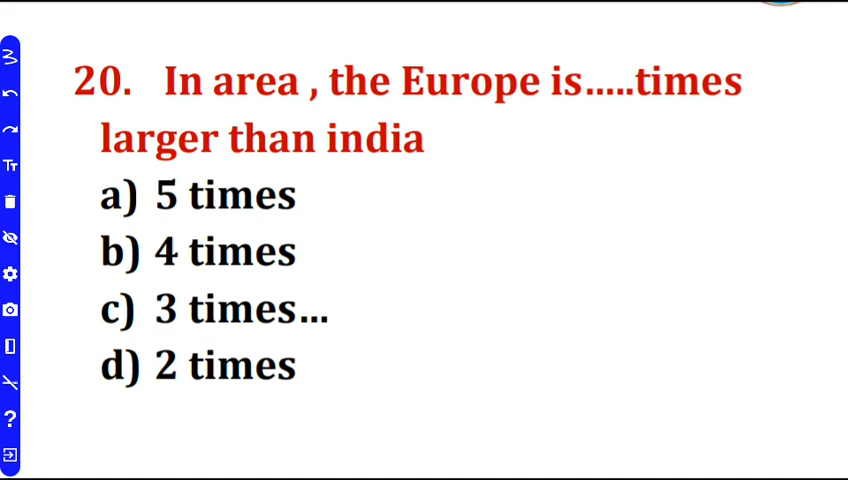 20. In area , the Europe is.....times
larger than india
a) 5 times
b) 4 times
c) 3 times...
d) 2 times